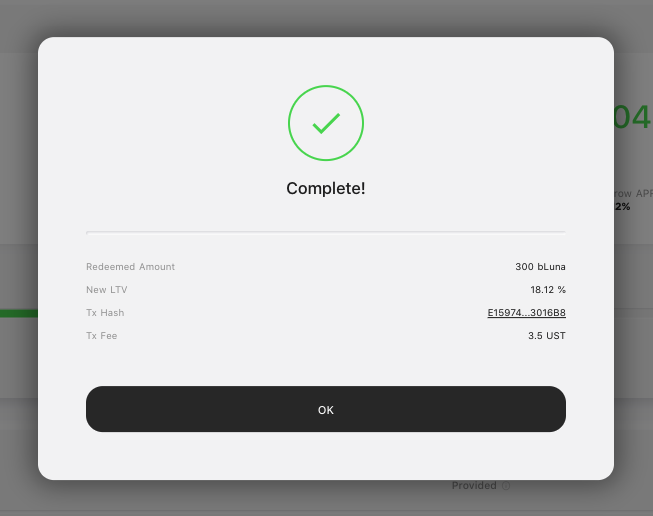 04
row APR
2%
Complete!
Redeemed Amount 300 bLuna
New LTV 18.12 %
Tx Hash E15974...3016B8
Tx Fee 3.5 UST
OK
Provided